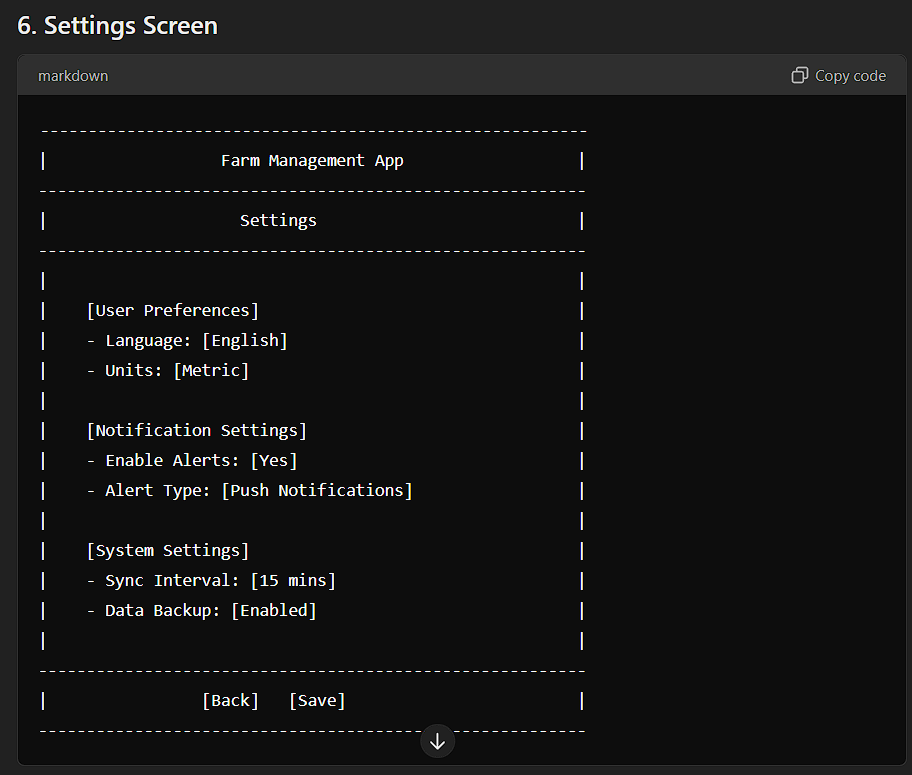 6. Settings Screen
markdown
Copy code
---------------------------------------------------------
|                  Farm Management App                  |
---------------------------------------------------------
|                    Settings                           |
---------------------------------------------------------
|                                                       |
|    [User Preferences]                                 |
|    - Language: [English]                              |
|    - Units: [Metric]                                  |
|                                                       |
|    [Notification Settings]                            |
|    - Enable Alerts: [Yes]                             |
|    - Alert Type: [Push Notifications]                 |
|                                                       |
|    [System Settings]                                  |
|    - Sync Interval: [15 mins]                         |
|    - Data Backup: [Enabled]                           |
|                                                       |
---------------------------------------------------------
|                [Back]   [Save]                        |
---------------------------------------------------------